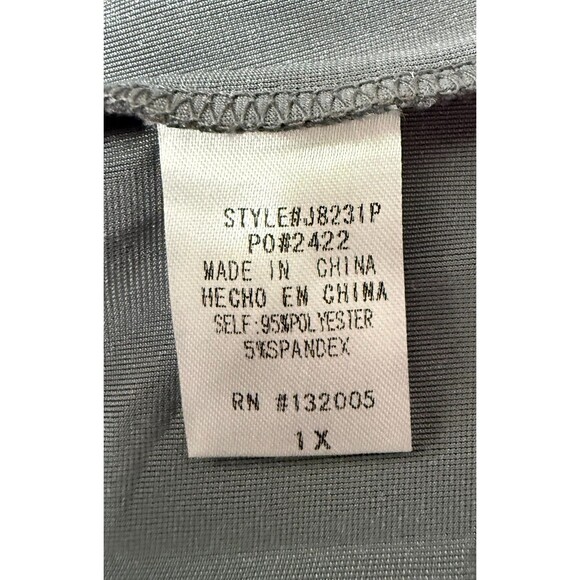 STYLE#J8231P
PO#2422
MADE IN CHINA
HECHO EN CHINA
SELF:95%POLYESTER
5%SPANDEX
RN #132005
1X